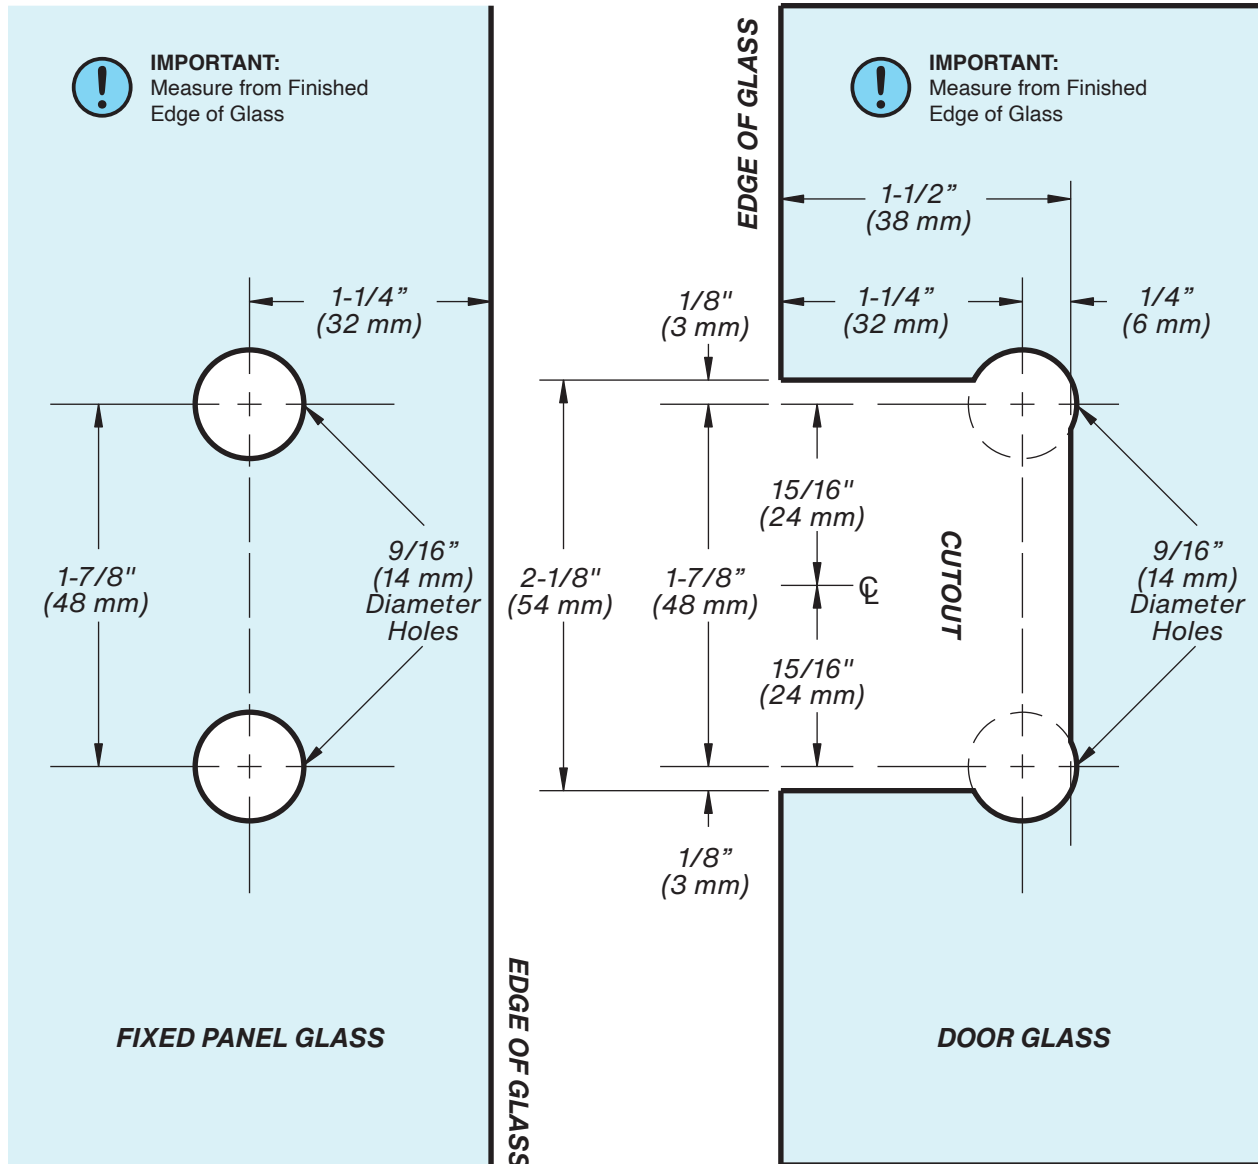 IMPORTANT:
Measure from Finished
Edge of Glass
1-1/4”
(32 mm)
1-7/8"
(48 mm)
9/16”
(14 mm)
Diameter
Holes
FIXED PANEL GLASS
EDGE OF GLASS
EDGE OF GLASS
IMPORTANT:
Measure from Finished
Edge of Glass
1-1/2”
(38 mm)
1/8"
(3 mm)
1-1/4”
(32 mm)
1/4”
(6 mm)
2-1/8"
(54 mm)
1-7/8”
(48 mm)
15/16"
(24 mm)
℄
15/16"
(24 mm)
CUTOUT
9/16”
(14 mm)
Diameter
Holes
1/8”
(3 mm)
DOOR GLASS